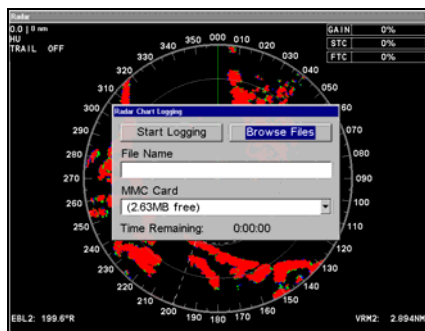 Radar
0.0 | 0 nm
HU
TRAIL OFF
GAIN 0%
STC 0%
FTC 0%
340 350 000 010 020
330 030
320
310
300
290 070
280 080
270 090
260 100
250 110
240 120
230 130
220 140
210 150
200 190 180 170 160
Radar Chart Logging
Start Logging Browse Files
File Name
MMC Card
(2.63MB free)
Time Remaining: 0:00:00
EBL2: 199.6°R
VRM2: 2.894NM